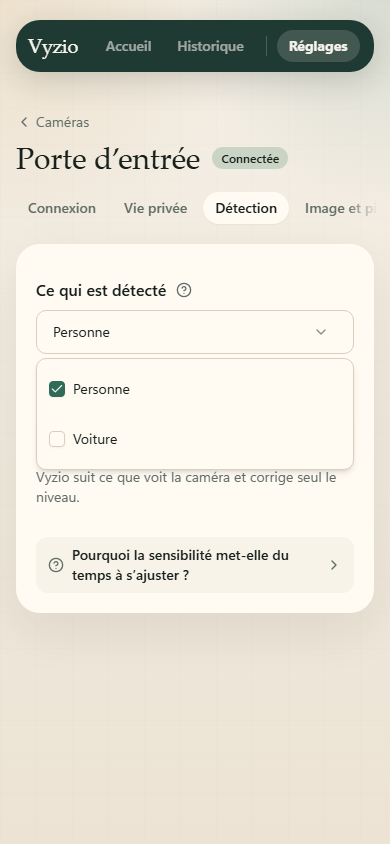 Vyzio
Accueil
Historique
Réglages
Caméras
Porte d’entrée
Connectée
Connexion
Vie privée
Détection
Image et
Ce qui est détecté
Personne
Personne
Voiture
Vyzio suit ce que voit la caméra et corrige seul le
niveau.
Pourquoi la sensibilité met-elle du
temps à s’ajuster ?